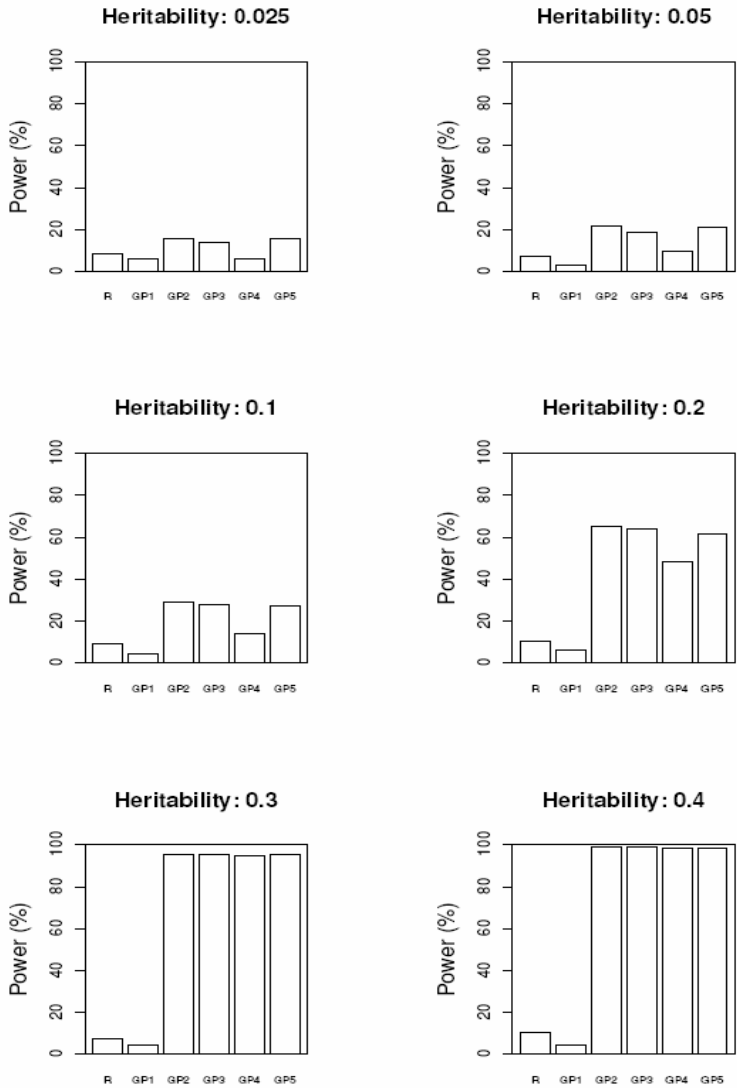 Heritability: 0.025
Power (%)
0 20 40 60 80 100
R GP1 GP2 GP3 GP4 GP5
Heritability: 0.05
Power (%)
0 20 40 60 80 100
R GP1 GP2 GP3 GP4 GP5
Heritability: 0.1
Power (%)
0 20 40 60 80 100
R GP1 GP2 GP3 GP4 GP5
Heritability: 0.2
Power (%)
0 20 40 60 80 100
R GP1 GP2 GP3 GP4 GP5
Heritability: 0.3
Power (%)
0 20 40 60 80 100
R GP1 GP2 GP3 GP4 GP5
Heritability: 0.4
Power (%)
0 20 40 60 80 100
R GP1 GP2 GP3 GP4 GP5